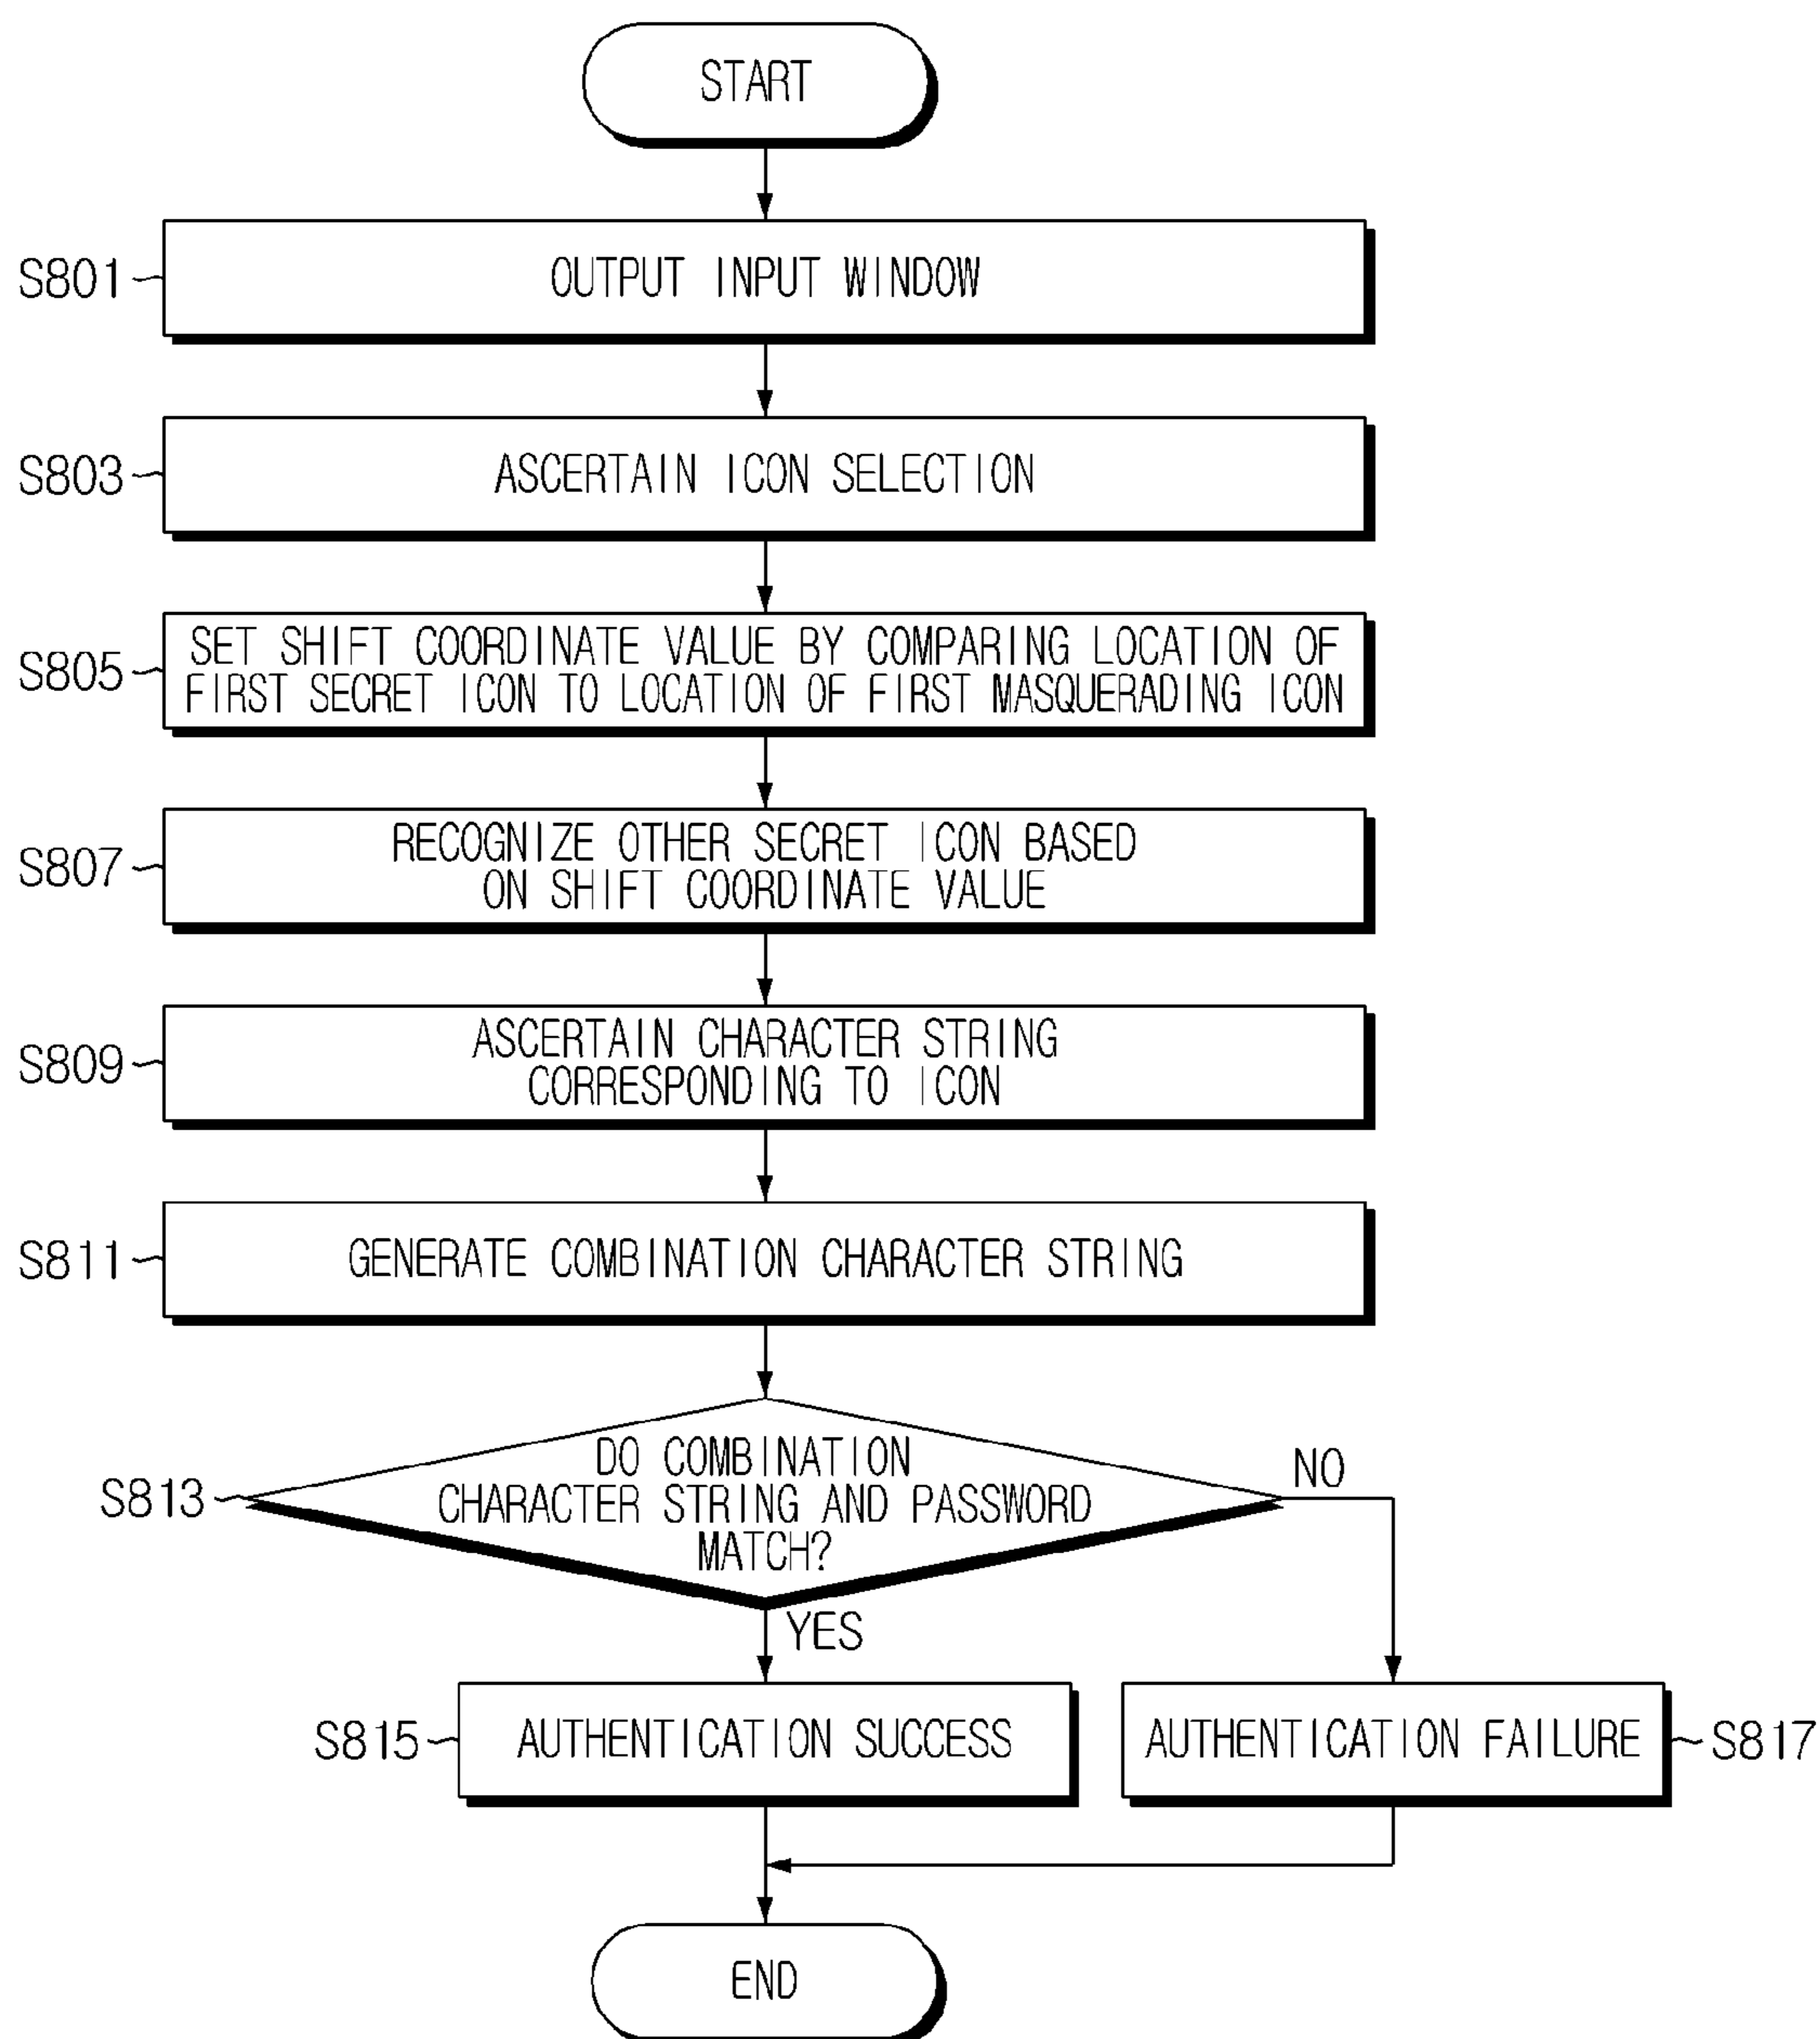 START
S801
OUTPUT INPUT WINDOW
S803
ASCERTAIN ICON SELECTION
S805
SET SHIFT COORDINATE VALUE BY COMPARING LOCATION OF
FIRST SECRET ICON TO LOCATION OF FIRST MASQUERADING ICON
S807
RECOGNIZE OTHER SECRET ICON BASED
ON SHIFT COORDINATE VALUE
S809
ASCERTAIN CHARACTER STRING
CORRESPONDING TO ICON
S811
GENERATE COMBINATION CHARACTER STRING
S813
DO COMBINATION
CHARACTER STRING AND PASSWORD
MATCH?
NO
YES
S815
AUTHENTICATION SUCCESS
AUTHENTICATION FAILURE
S817
END